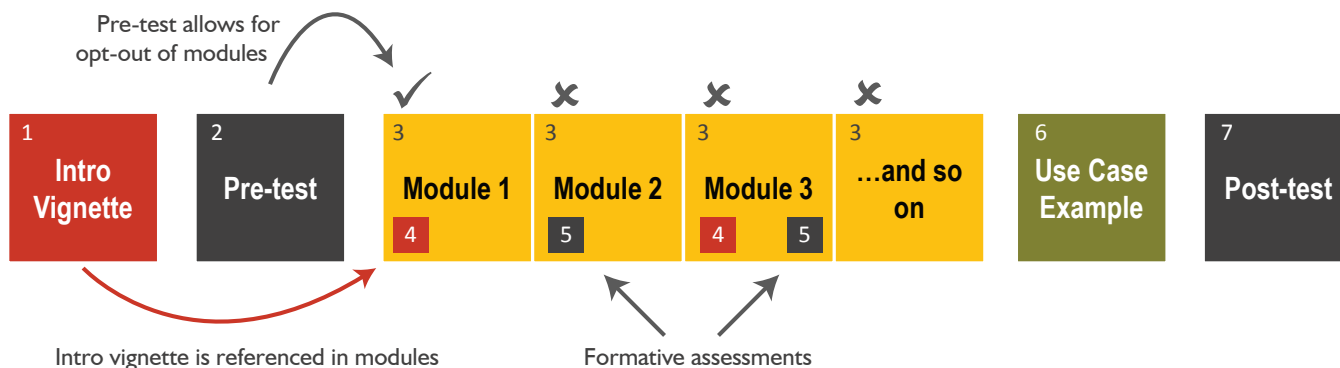 Pre-test allows for
opt-out of modules
1
Intro
Vignette
2
Pre-test
3
Module 1
4
3
Module 2
5
3
Module 3
4
5
3
…and so
on
6
Use Case
Example
7
Post-test
Intro vignette is referenced in modules
Formative assessments